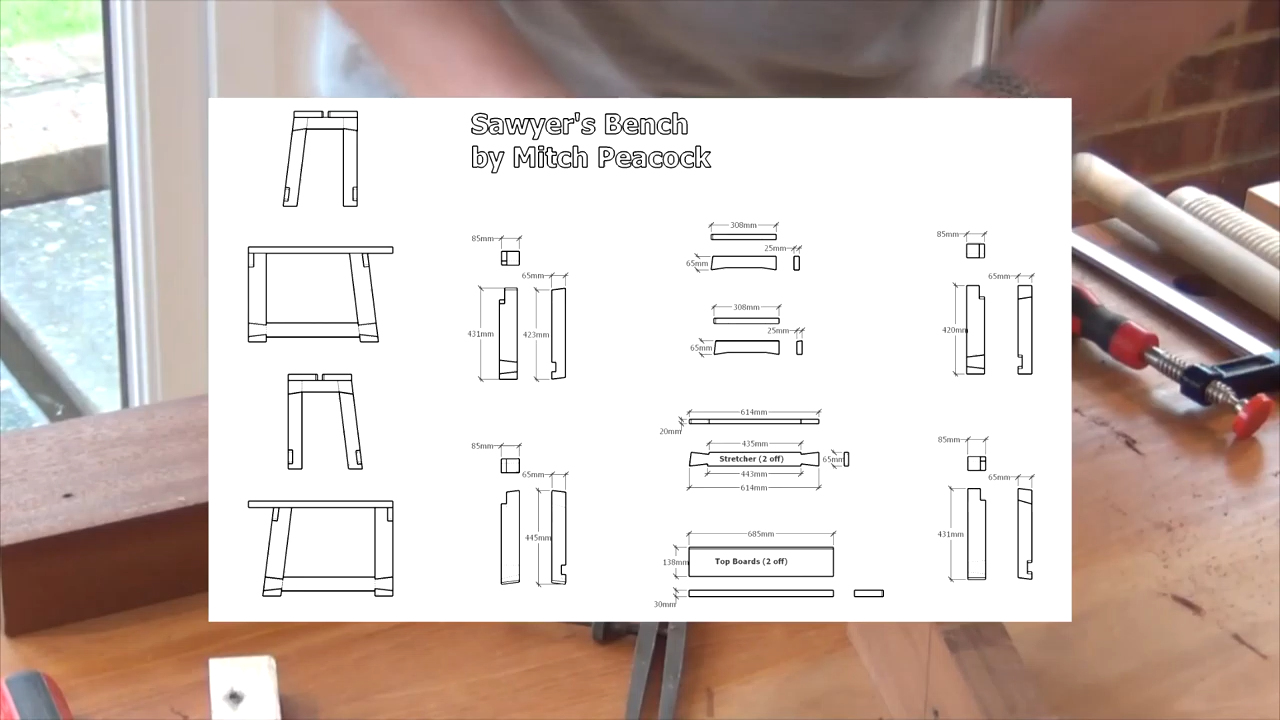 Sawyer's Bench
by Mitch Peacock
308mm
85mm
85mm
25mm
65mm
65mm
65mm
431mm
423mm
420mm
308mm
25mm
65mm
614mm
20mm
435mm
85mm
85mm
Stretcher (2 off)
65mm
443mm
65mm
65mm
614mm
445mm
431mm
685mm
138mm
Top Boards (2 off)
30mm